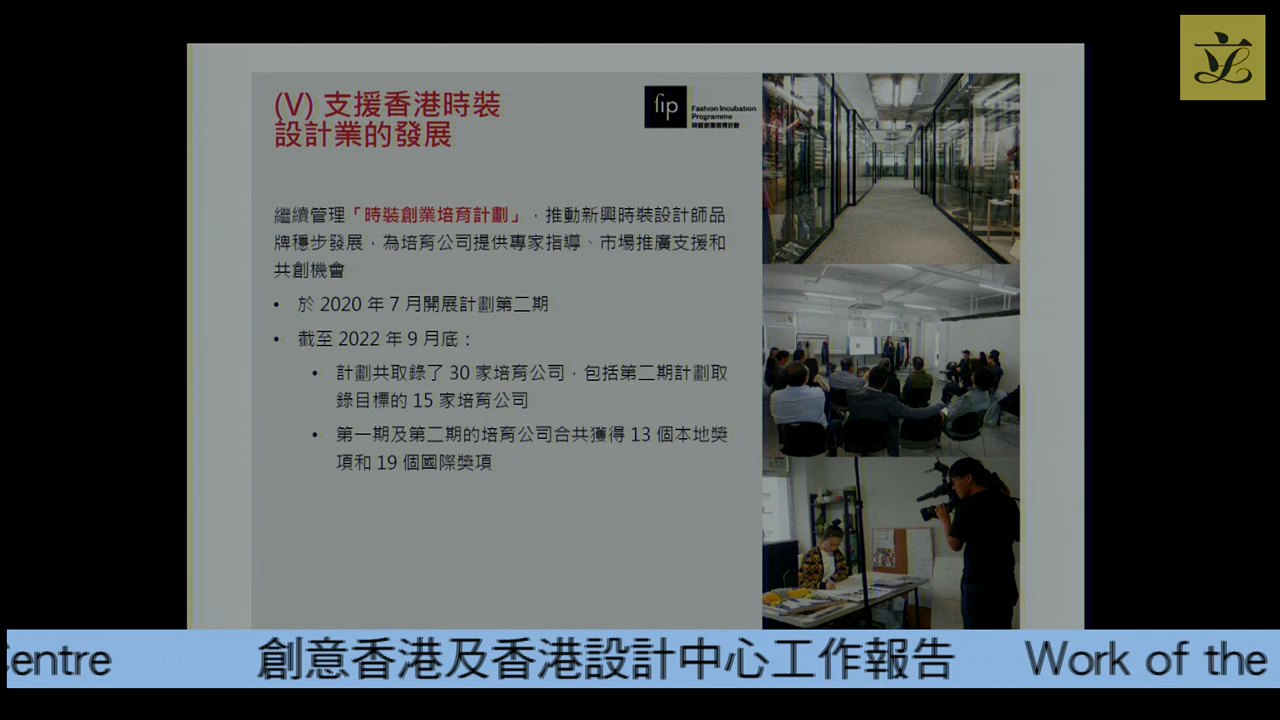 (V) 支援香港時裝
設計業的發展
fip
Fashion Incubation
Programme
時裝創業培育計劃
繼續管理「時裝創業培育計劃」，推動新興時裝設計師品
牌穩步發展，為培育公司提供專家指導、市場推廣支援和
共創機會
• 於 2020 年 7 月開展計劃第二期
• 截至 2022 年 9 月底：
• 計劃共取錄了 30 家培育公司，包括第二期計劃取
錄目標的 15 家培育公司
• 第一期及第二期的培育公司合共獲得 13 個本地獎
項和 19 個國際獎項
Centre 創意香港及香港設計中心工作報告 Work of the